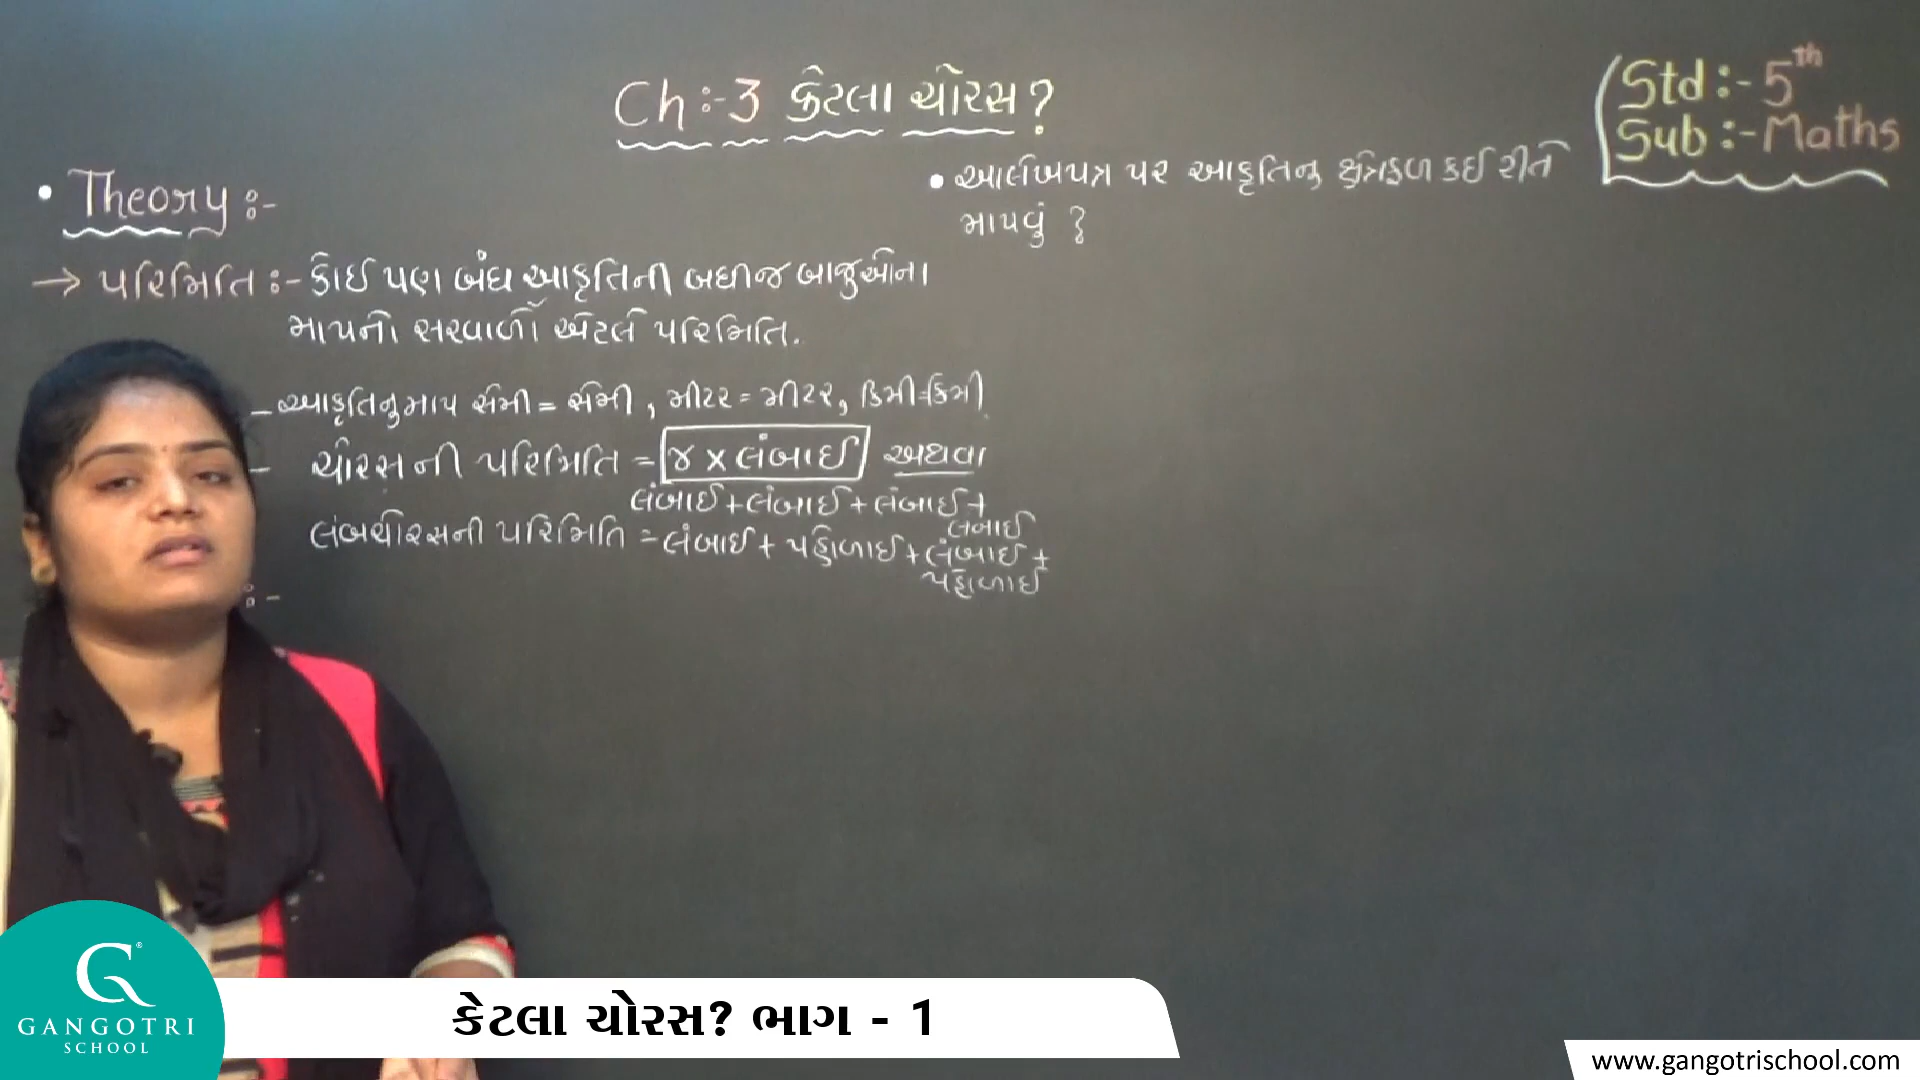 Ch:-3 કેટલા ચોરસ?
Std :- 5th
Sub :- Maths
• Theory :-
→ પરિમિતિ :- કોઈ પણ બંધ આકૃતિની બધીજ બાજુઓના
માપનો સરવાળો એટલે પરિમિતિ.
- આકૃતિનુ માપ સેમી = સેમી, મીટર = મીટર, કિમી = કિમી
- ચોરસની પરિમિતિ = ૪ x લંબાઈ અથવા
લંબાઈ + લંબાઈ + લંબાઈ +
લંબાઈ
લંબચોરસની પરિમિતિ = લંબાઈ + પહોળાઈ + લંબાઈ +
પહોળાઈ
:-
• આલેખપત્ર પર આકૃતિનુ ક્ષેત્રફળ કઈ રીતે
માપવું ?
G®
GANGOTRI
SCHOOL
કેટલા ચોરસ? ભાગ - 1
www.gangotrischool.com